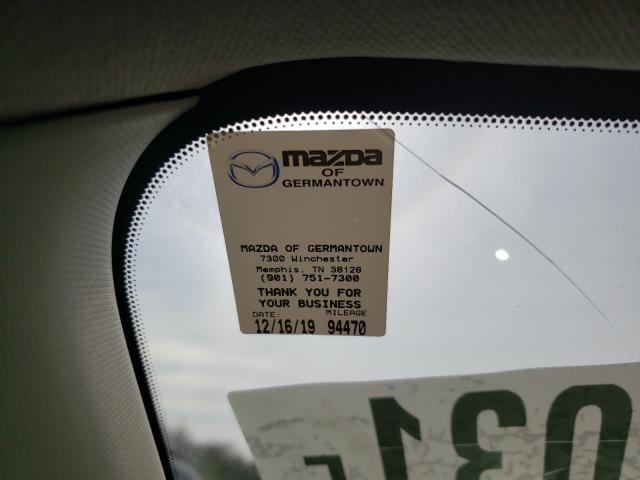 mazda
OF
GERMANTOWN
MAZDA OF GERMANTOWN
7300 Winchester
Memphis, TN 38128
(901) 751-7300
THANK YOU FOR
YOUR BUSINESS
DATE: MILEAGE:
12/16/19 94470
031